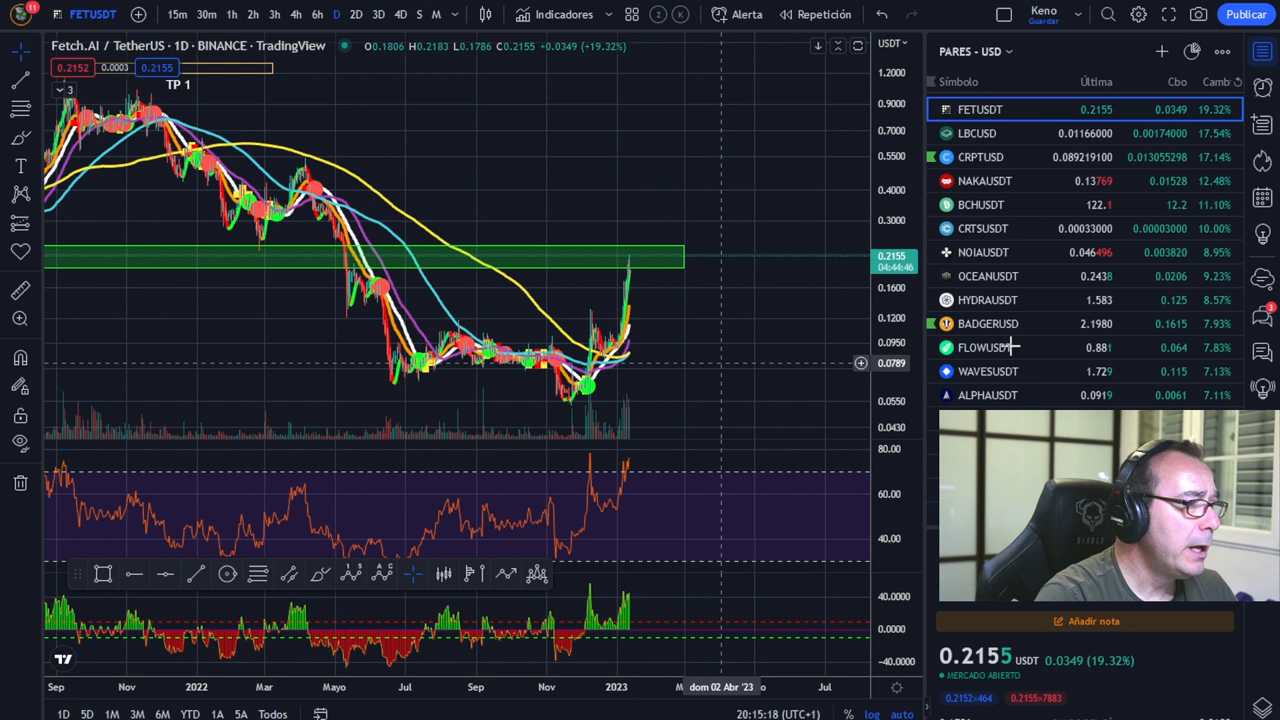 11
FETUSDT
15m 30m 1h 2h 3h 4h 6h D 2D 3D 4D S M
Indicadores
2 K
Alerta
Repetición
Keno
Guardar
Publicar
Fetch.AI / TetherUS · 1D · BINANCE · TradingView
O0.1806 H0.2183 L0.1786 C0.2155 +0.0349 (+19.32%)
USDT
0.2152 0.0003 0.2155
TP 1
3
1.2000
0.9000
0.7000
0.5500
0.4000
0.3000
0.2155
04:44:46
0.1600
0.1200
0.0950
0.0789
0.0550
0.0430
80.00
60.00
40.00
40.0000
0.0000
-40.0000
Sep Nov 2022 Mar Mayo Jul Sep Nov 2023 dom 02 Abr '23 Jul
1D 5D 1M 3M 6M YTD 1A 5A Todos
20:15:18 (UTC+1) % log auto
PARES - USD
Símbolo Última Cbo Camb
FETUSDT 0.2155 0.0349 19.32%
LBCUSD 0.01166000 0.00174000 17.54%
CRPTUSD 0.089219100 0.013055298 17.14%
NAKAUSDT 0.13769 0.01528 12.48%
BCHUSDT 122.1 12.2 11.10%
CRTSUSDT 0.00033000 0.00003000 10.00%
NOIAUSDT 0.046496 0.003820 8.95%
OCEANUSDT 0.2438 0.0206 9.23%
HYDRAUSDT 1.583 0.125 8.57%
BADGERUSD 2.1980 0.1615 7.93%
FLOWUSDT 0.881 0.064 7.83%
WAVESUSDT 1.729 0.115 7.13%
ALPHAUSDT 0.0919 0.0061 7.11%
3
DIABLO
Añadir nota
0.2155 USDT 0.0349 (19.32%)
MERCADO ABIERTO
0.2152×464 0.2155×7883